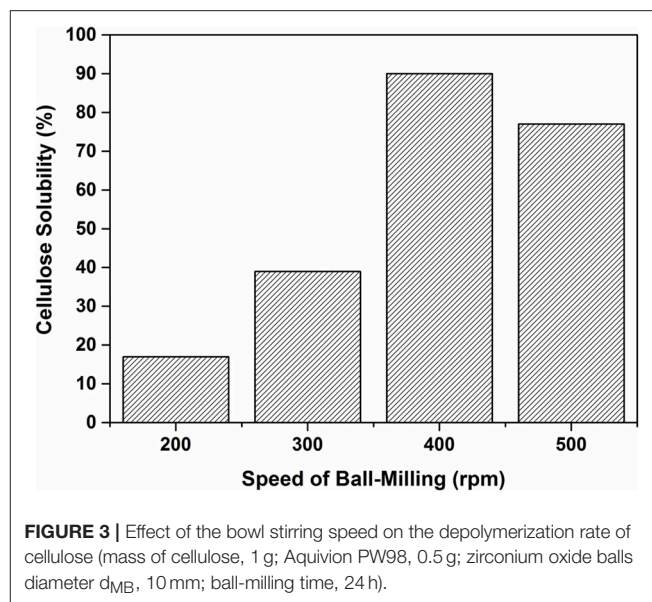 100
90
80
70
60
50
40
30
20
10
0
Cellulose Solubility (%)
200 300 400 500
Speed of Ball-Milling (rpm)
FIGURE 3 | Effect of the bowl stirring speed on the depolymerization rate of
cellulose (mass of cellulose, 1 g; Aquivion PW98, 0.5 g; zirconium oxide balls
diameter dMB, 10 mm; ball-milling time, 24 h).